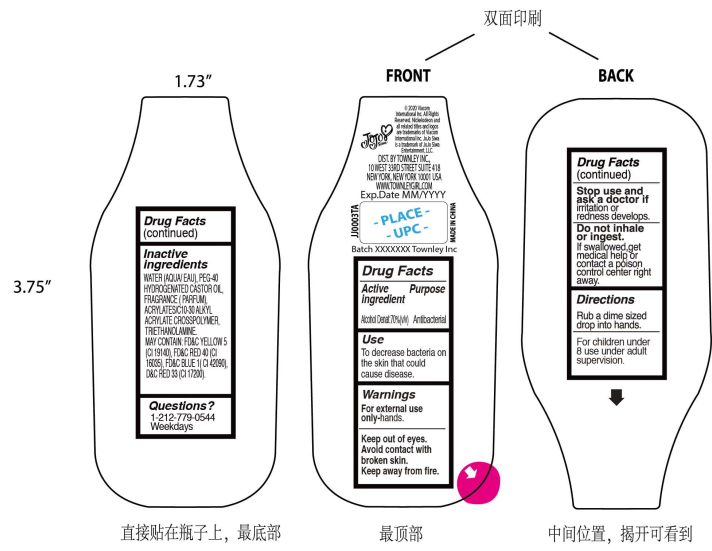 双面印刷
1.73"
FRONT
BACK
3.75"
Drug Facts
(continued)
Inactive
ingredients
WATER (AQUA/ EAU), PEG-40
HYDROGENATED CASTOR OIL,
FRAGRANCE ( PARFUM),
ACRYLATES/C10-30 ALKYL
ACRYLATE CROSSPOLYMER,
TRIETHANOLAMINE.
MAY CONTAIN: FD&C YELLOW 5
(CI 19140), FD&C RED 40 (CI
16035), FD&C BLUE 1( CI 42090),
D&C RED 33 (CI 17200).
Questions?
1-212-779-0544
Weekdays
直接贴在瓶子上，最底部
JoJo
© 2020 Viacom
International Inc. All Rights
Reserved. Nickelodeon and
all related titles and logos
are trademarks of Viacom
International Inc. JoJo Siwa
is a trademark of JoJo Siwa
Entertainment, LLC.
DIST. BY TOWNLEY INC.,
10 WEST 33RD STREET SUITE 418
NEW YORK, NEW YORK 10001 USA
WWW.TOWNLEYGIRL.COM
Exp.Date MM/YYYY
JJ0003TA
- PLACE -
- UPC -
MADE IN CHINA
Batch XXXXXXX Townley Inc
Drug Facts
Active Purpose
ingredient
Alcohol Denat 70%(v/v) Antibacterial
Use
To decrease bacteria on
the skin that could
cause disease.
Warnings
For external use
only-hands.
Keep out of eyes.
Avoid contact with
broken skin.
Keep away from fire.
最顶部
Drug Facts
(continued)
Stop use and
ask a doctor if
irritation or
redness develops.
Do not inhale
or ingest.
If swallowed,get
medical help or
contact a poison
control center right
away.
Directions
Rub a dime sized
drop into hands.
For children under
8 use under adult
supervision.
中间位置，揭开可看到